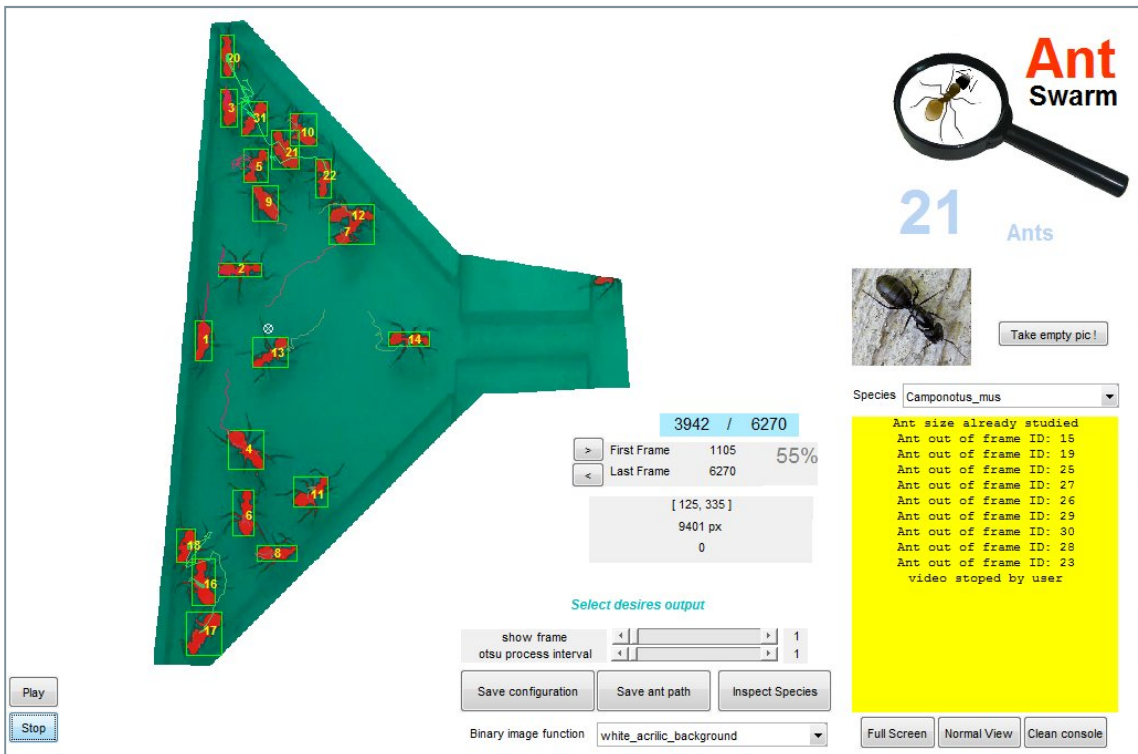 Ant
Swarm
21
Ants
Take empty pic !
Species
Camponotus_mus
Ant size already studied
Ant out of frame ID: 15
Ant out of frame ID: 19
Ant out of frame ID: 25
Ant out of frame ID: 27
Ant out of frame ID: 26
Ant out of frame ID: 29
Ant out of frame ID: 30
Ant out of frame ID: 28
Ant out of frame ID: 23
video stoped by user
20
3
31
10
21
5
22
9
12
7
2
1
13
14
4
11
6
18
8
16
17
3942 / 6270
>
First Frame 1105
55%
<
Last Frame 6270
[ 125, 335 ]
9401 px
0
Select desires output
show frame 1
otsu process interval 1
Save configuration
Save ant path
Inspect Species
Binary image function
white_acrilic_background
Play
Stop
Full Screen
Normal View
Clean console